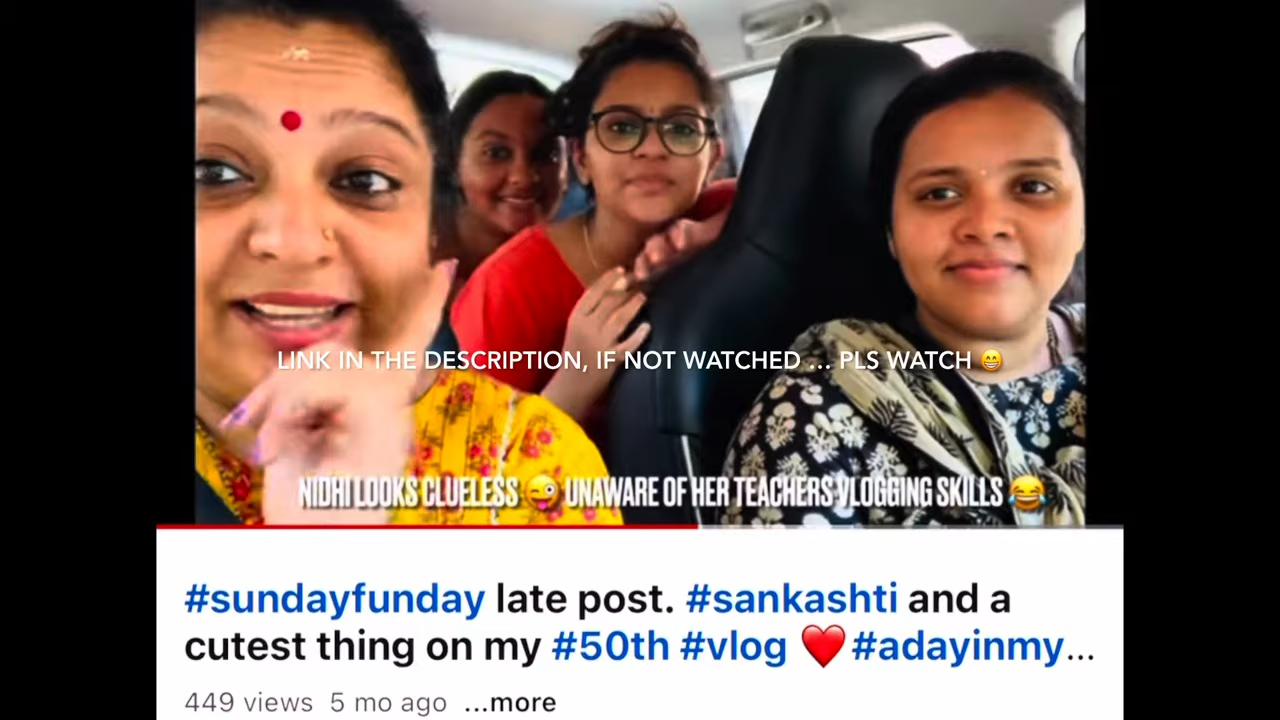 LINK IN THE DESCRIPTION, IF NOT WATCHED ... PLS WATCH 😁
NIDHI LOOKS CLUELESS 😜 UNAWARE OF HER TEACHERS VLOGGING SKILLS 😂
#sundayfunday late post. #sankashti and a
cutest thing on my #50th #vlog ❤️ #adayinmy...
449 views 5 mo ago ...more